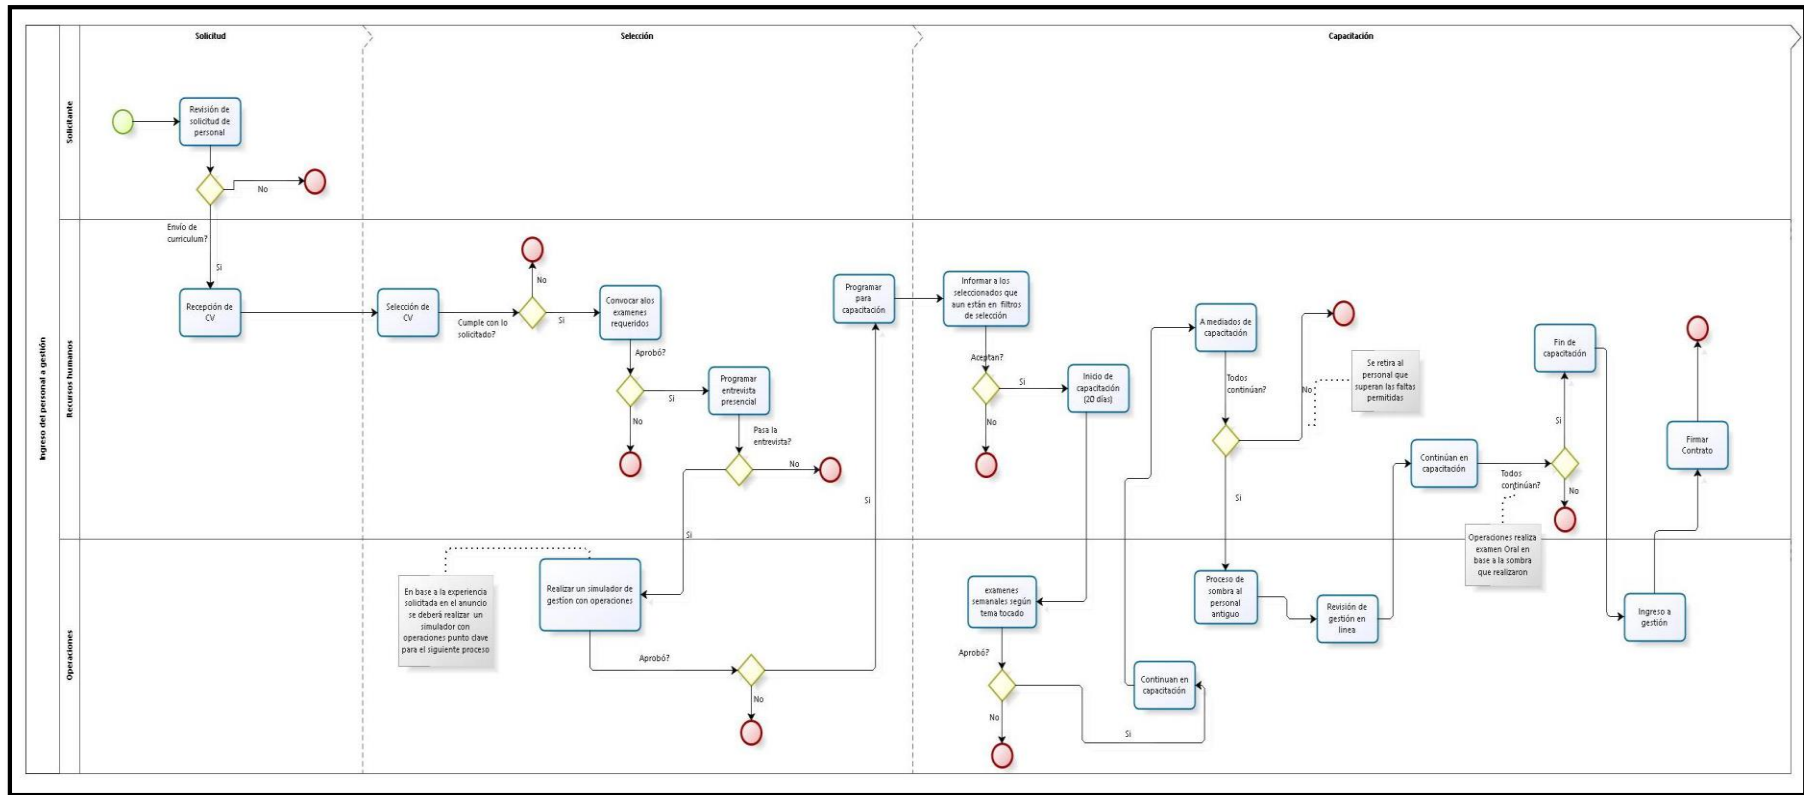 Solicitud
Selección
Capacitación
Ingreso de personal a gestión
Solicitante
Revisión de
solicitud de
personal
No
Envío de
curriculum?
Si
Recursos humanos
Recepción de
CV
Selección de
CV
Cumple con lo
solicitado?
No
Si
Convocar alos
examenes
requeridos
Aprobó?
Si
No
Programar
entrevista
presencial
Pasa la
entrevista?
No
Si
Programar
para
capacitación
Si
Informar a los
seleccionados que
aun están en filtros
de selección
Aceptan?
Si
No
Inicio de
capacitación
(20 días)
A mediados de
capacitación
Todos
continúan?
No
Si
Se retira al
personal que
superan las faltas
permitidas
Continúan en
capacitación
Todos
continúan?
Si
No
Fin de
capacitación
Firmar
Contrato
Operaciones
En base a la experiencia
solicitada en el anuncio
se deberá realizar un
simulador con
operaciones punto clave
para el siguiente proceso
Realizar un simulador de
gestíon con operaciones
Aprobó?
No
examenes
semanales según
tema tocado
Aprobó?
No
Si
Continuan en
capacitación
Proceso de
sombra al
personal
antiguo
Revisión de
gestión en
linea
Operaciones realiza
examen Oral en
base a la sombra
que realizaron
Ingreso a
gestión